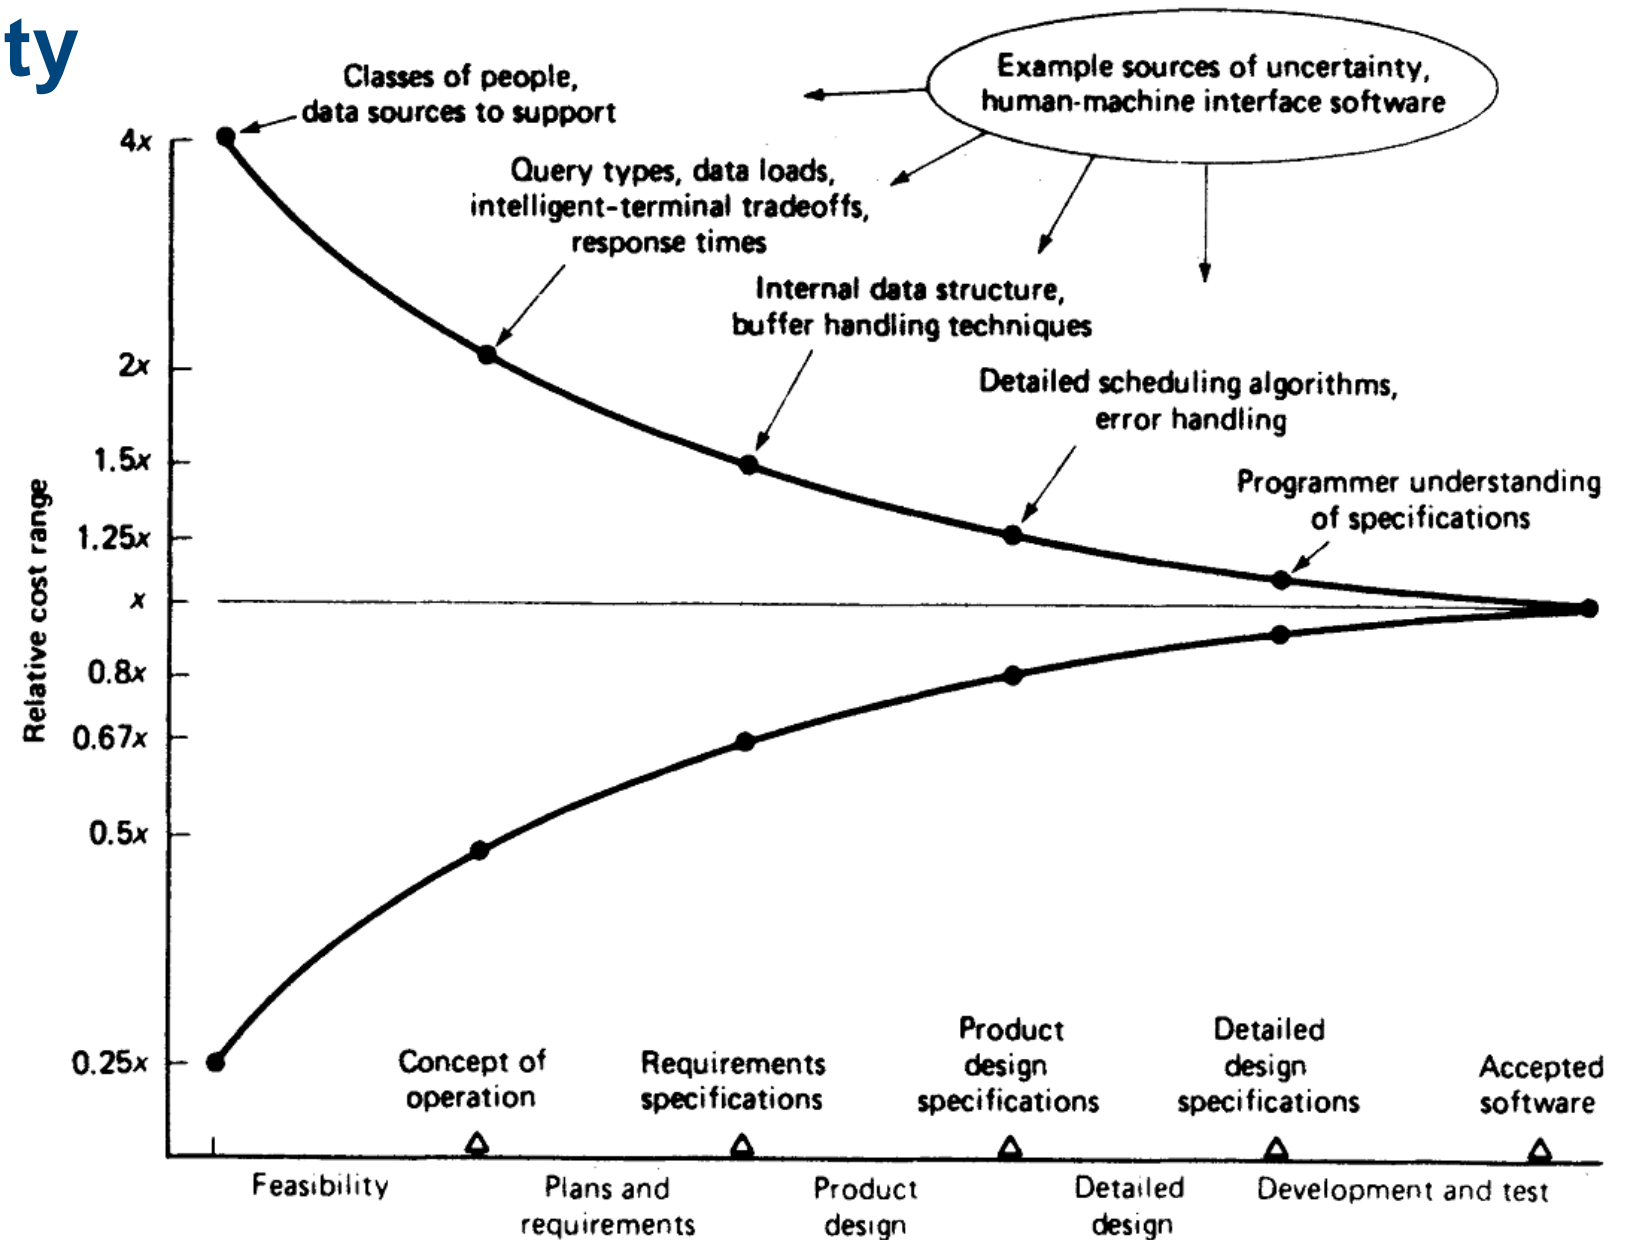 ty
Classes of people,
data sources to support
Example sources of uncertainty,
human-machine interface software
Query types, data loads,
intelligent-terminal tradeoffs,
response times
Internal data structure,
buffer handling techniques
Detailed scheduling algorithms,
error handling
Programmer understanding
of specifications
Relative cost range
4x
2x
1.5x
1.25x
x
0.8x
0.67x
0.5x
0.25x
Concept of
operation
Requirements
specifications
Product
design
specifications
Detailed
design
specifications
Accepted
software
Feasibility
Plans and
requirements
Product
design
Detailed
design
Development and test